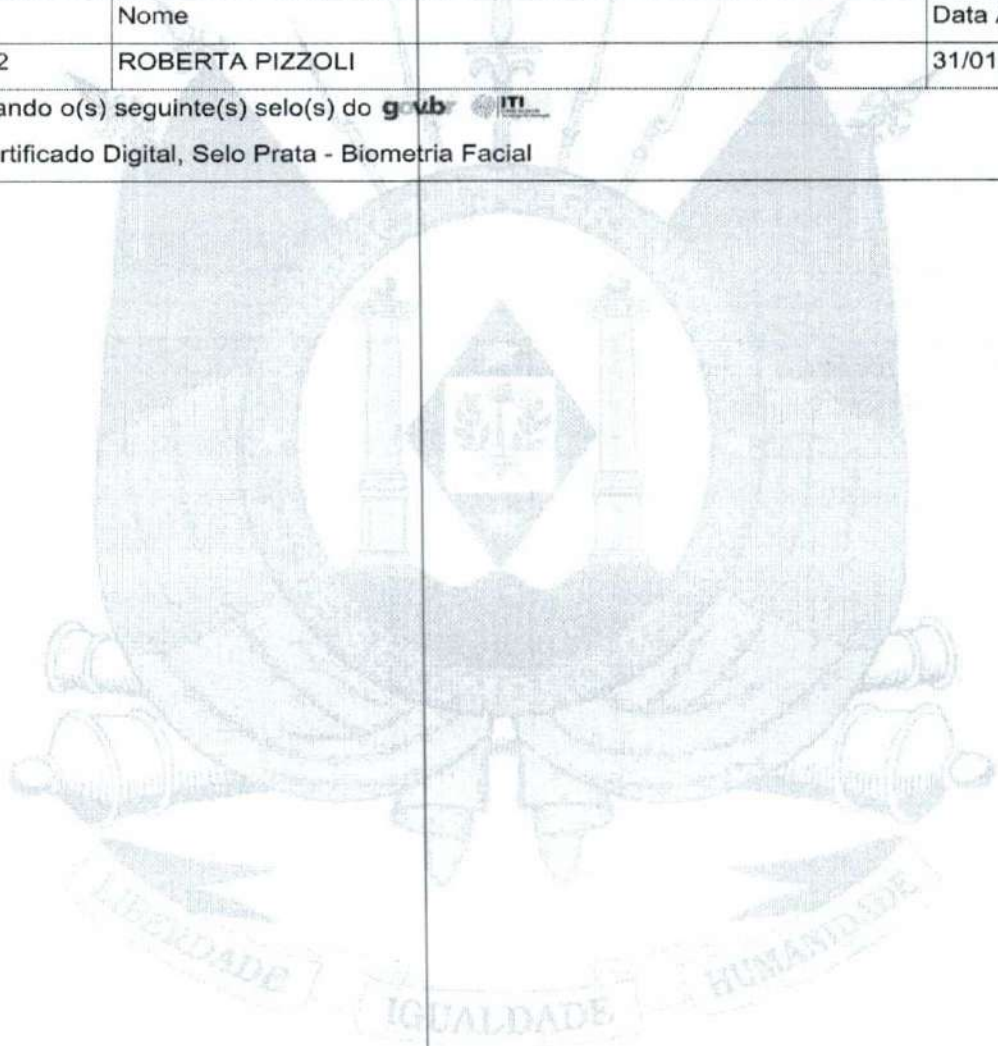 Nome
Data
2
ROBERTA PIZZOLI
31/01
ando o(s) seguinte(s) selo(s) do gov.br ITI
rtificado Digital, Selo Prata - Biometria Facial
LIBERDADE
IGUALDADE
HUMANIDADE